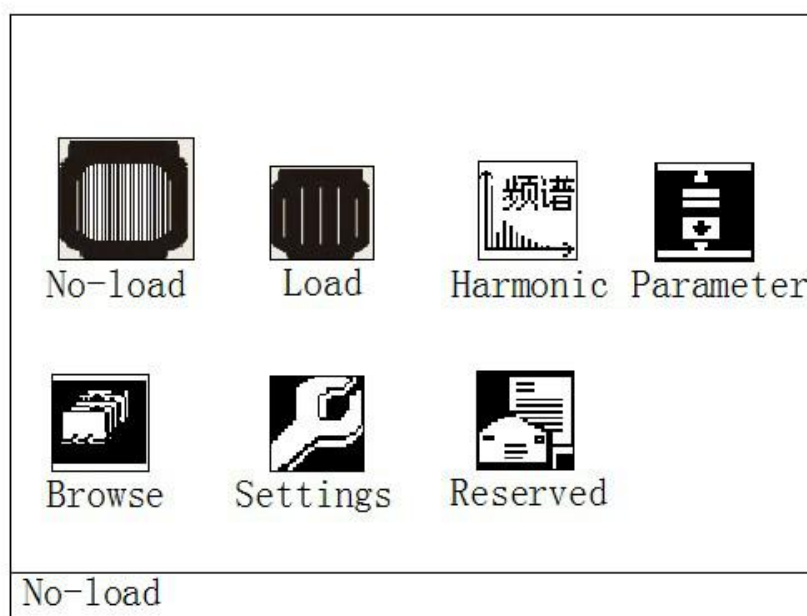 频谱
No-load Load Harmonic Parameter
Browse Settings Reserved
No-load